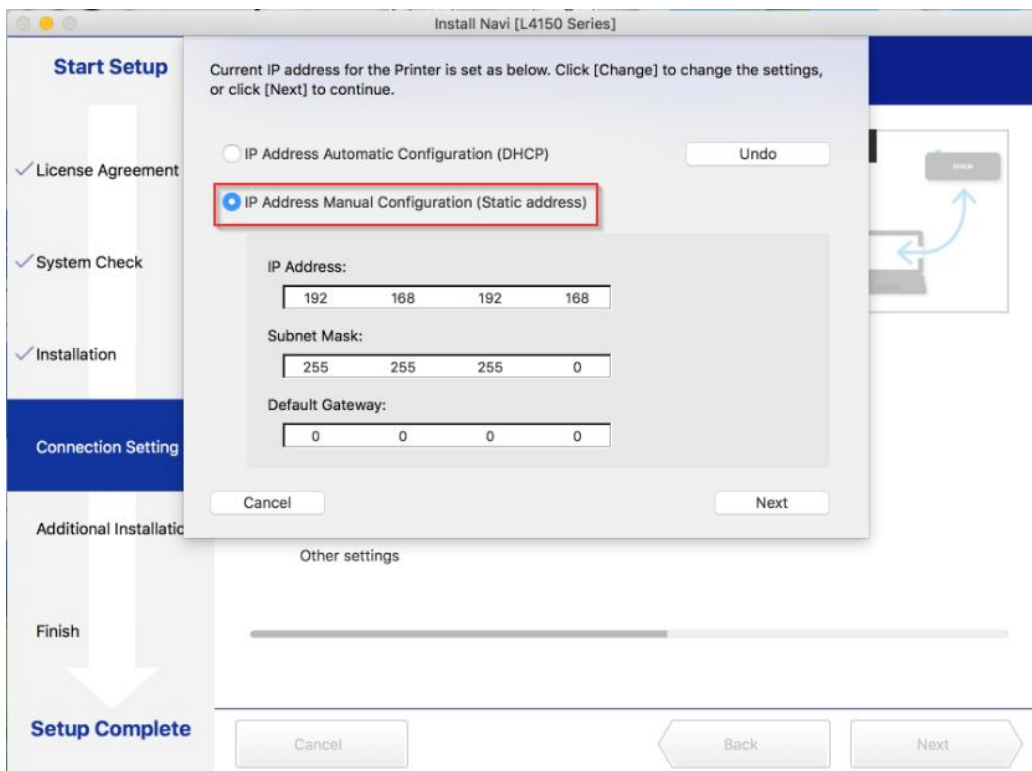 Install Navi [L4150 Series]
Start Setup
License Agreement
System Check
Installation
Connection Setting
Additional Installatic
Finish
Setup Complete
Current IP address for the Printer is set as below. Click [Change] to change the settings,
or click [Next] to continue.
IP Address Automatic Configuration (DHCP)
Undo
IP Address Manual Configuration (Static address)
IP Address:
192 168 192 168
Subnet Mask:
255 255 255 0
Default Gateway:
0 0 0 0
Cancel
Next
EPSON
Other settings
Cancel
Back
Next